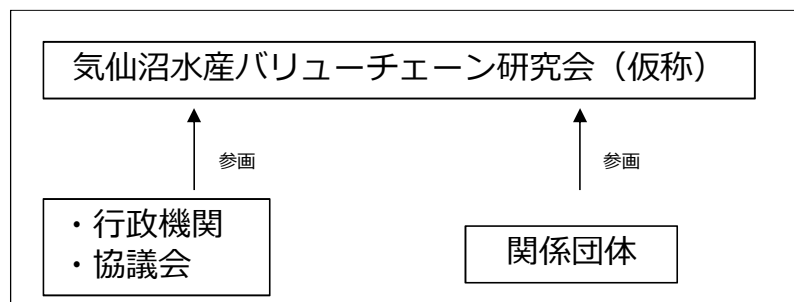 気仙沼水産バリューチェーン研究会（仮称）
参画
参画
・行政機関
・協議会
関係団体